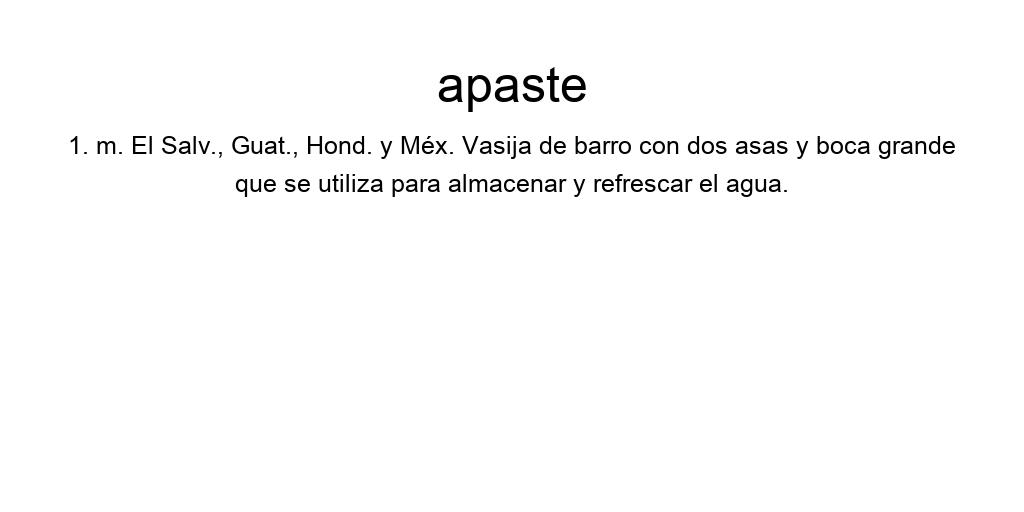 apaste
1. m. El Salv., Guat., Hond. y Méx. Vasija de barro con dos asas y boca grande
que se utiliza para almacenar y refrescar el agua.